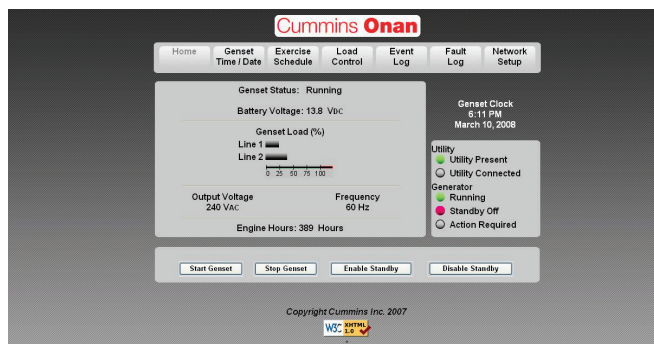 Cummins Onan
Home
Genset Time / Date
Exercise Schedule
Load Control
Event Log
Fault Log
Network Setup
Genset Status: Running
Battery Voltage: 13.8 VDC
Genset Load (%)
Line 1
Line 2
0 25 50 75 100
Output Voltage
240 VAC
Frequency
60 Hz
Engine Hours: 389 Hours
Genset Clock
6:11 PM
March 10, 2008
Utility
Utility Present
Utility Connected
Generator
Running
Standby Off
Action Required
Start Genset
Stop Genset
Enable Standby
Disable Standby
Copyright Cummins Inc. 2007
W3C XHTML 1.0